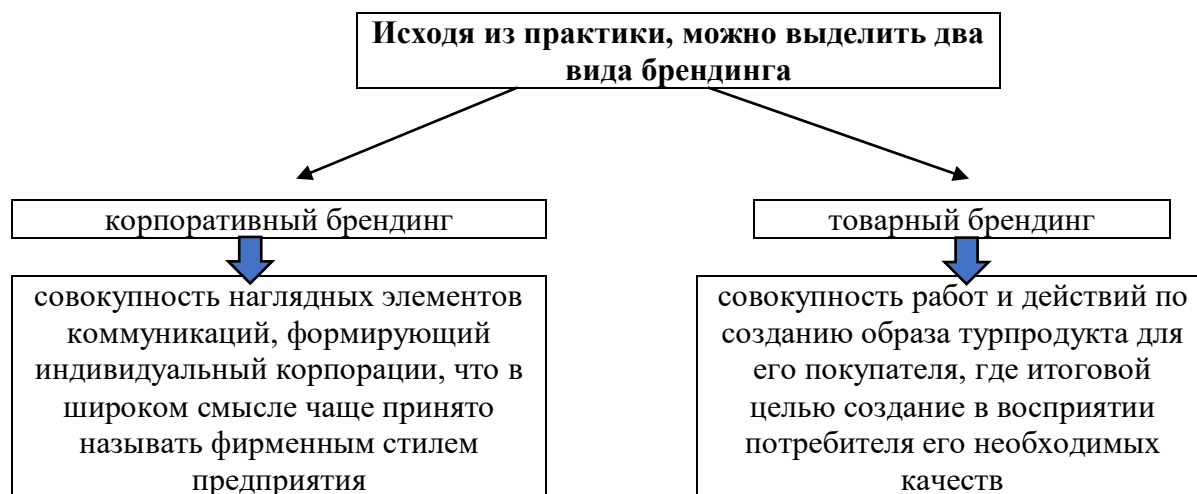 Исходя из практики, можно выделить два
вида брендинга
корпоративный брендинг
товарный брендинг
совокупность наглядных элементов
коммуникаций, формирующий
индивидуальный корпорации, что в
широком смысле чаще принято
называть фирменным стилем
предприятия
совокупность работ и действий по
созданию образа турпродукта для
его покупателя, где итоговой
целью создание в восприятии
потребителя его необходимых
качеств